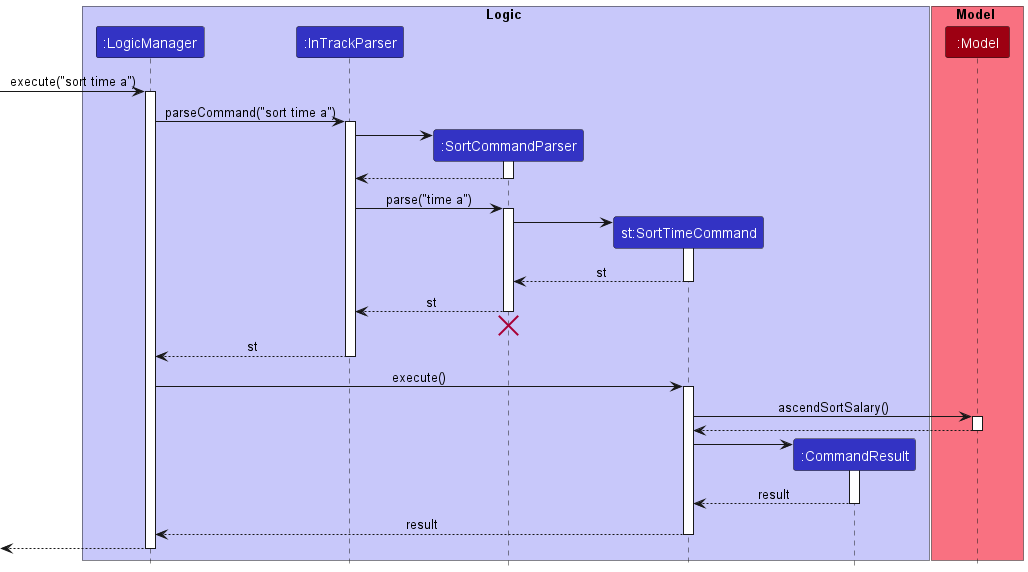 Logic
Model
:LogicManager
:InTrackParser
:Model
execute("sort time a")
parseCommand("sort time a")
:SortCommandParser
parse("time a")
st:SortTimeCommand
st
st
st
execute()
ascendSortSalary()
:CommandResult
result
result